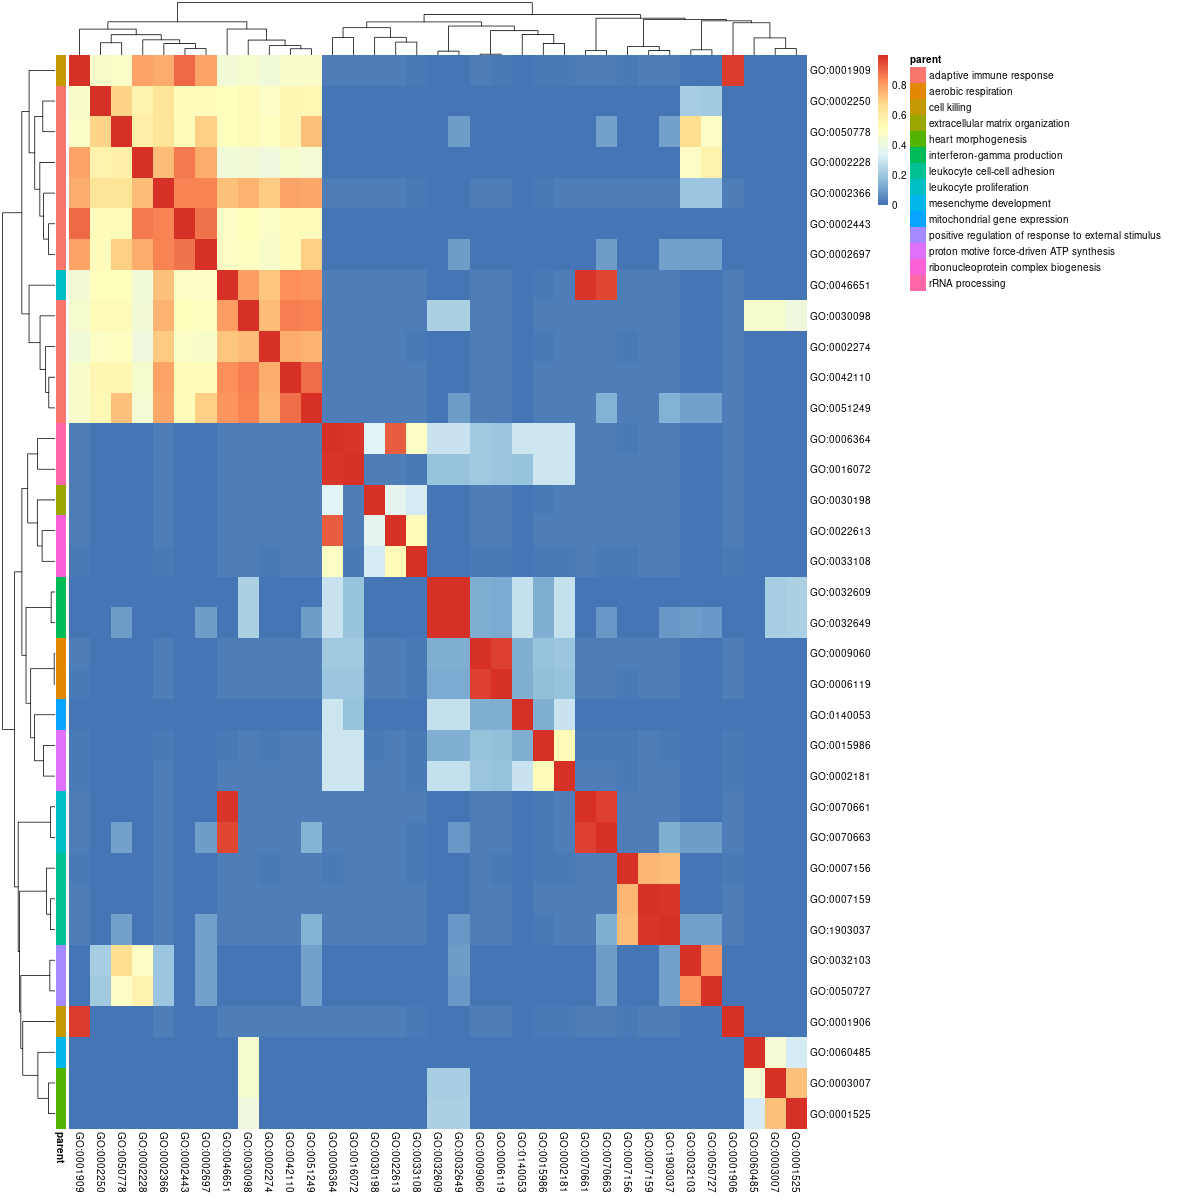 parent
adaptive immune response
aerobic respiration
cell killing
extracellular matrix organization
heart morphogenesis
interferon-gamma production
leukocyte cell-cell adhesion
leukocyte proliferation
mesenchyme development
mitochondrial gene expression
positive regulation of response to external stimulus
proton motive force-driven ATP synthesis
ribonucleoprotein complex biogenesis
rRNA processing
0.8
0.6
0.4
0.2
0
GO:0001909
GO:0002250
GO:0050778
GO:0002228
GO:0002366
GO:0002443
GO:0002697
GO:0046651
GO:0030098
GO:0002274
GO:0042110
GO:0051249
GO:0006364
GO:0016072
GO:0030198
GO:0022613
GO:0033108
GO:0032609
GO:0032649
GO:0009060
GO:0006119
GO:0140053
GO:0015986
GO:0002181
GO:0070661
GO:0070663
GO:0007156
GO:0007159
GO:1903037
GO:0032103
GO:0050727
GO:0001906
GO:0060485
GO:0003007
GO:0001525
parent
GO:0001909
GO:0002250
GO:0050778
GO:0002228
GO:0002366
GO:0002443
GO:0002697
GO:0046651
GO:0030098
GO:0002274
GO:0042110
GO:0051249
GO:0006364
GO:0016072
GO:0030198
GO:0022613
GO:0033108
GO:0032609
GO:0032649
GO:0009060
GO:0006119
GO:0140053
GO:0015986
GO:0002181
GO:0070661
GO:0070663
GO:0007156
GO:0007159
GO:1903037
GO:0032103
GO:0050727
GO:0001906
GO:0060485
GO:0003007
GO:0001525